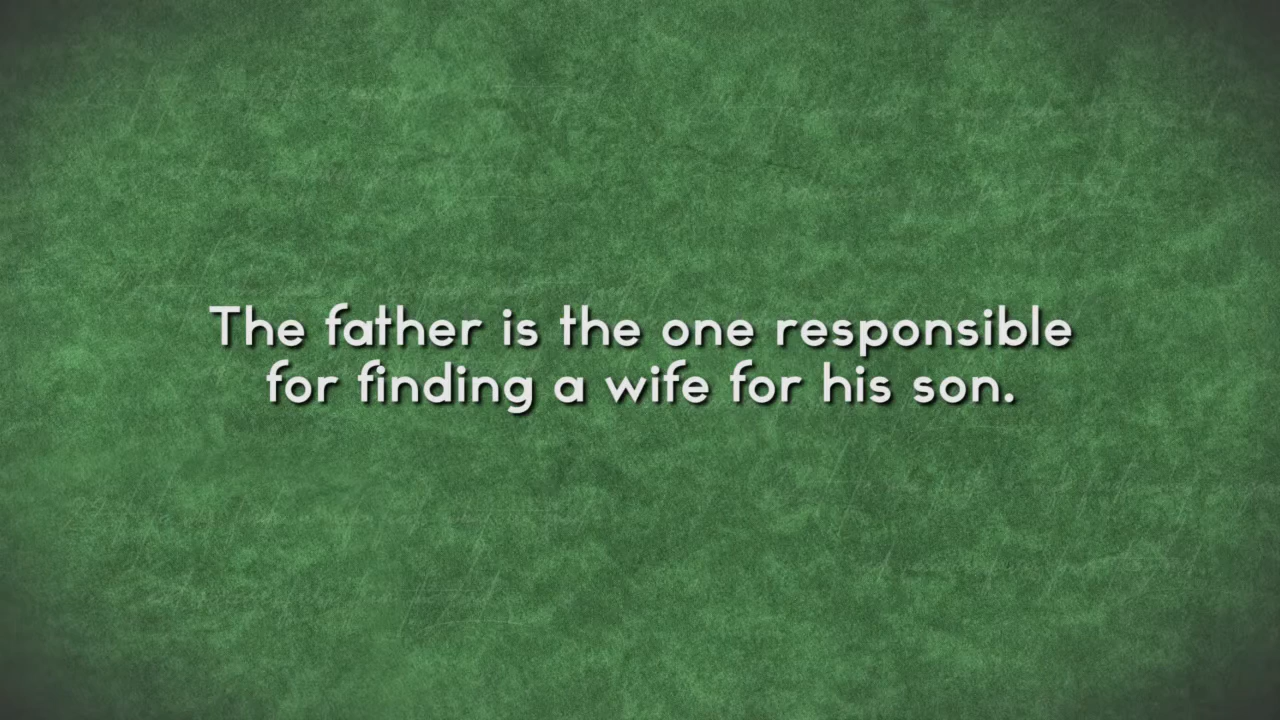 The father is the one responsible
for finding a wife for his son.